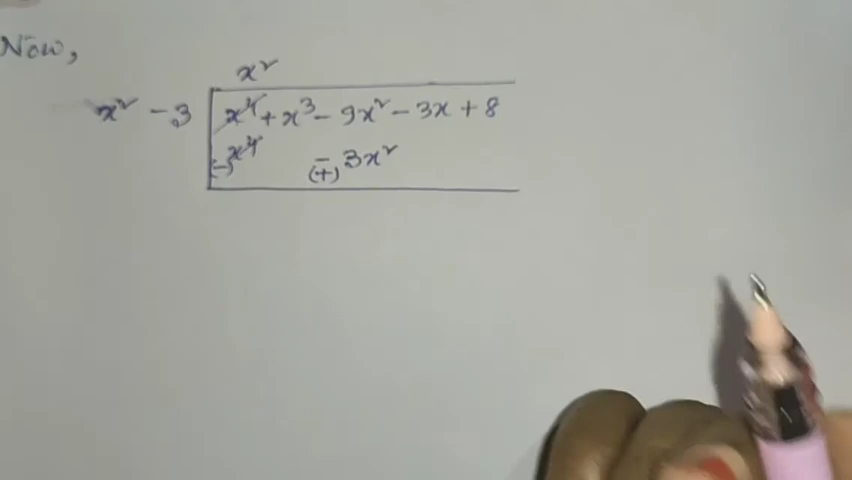 Now,
x²
x² - 3 x⁴ + x³ - 9x² - 3x + 8
(-) x⁴ - (+) 3x²